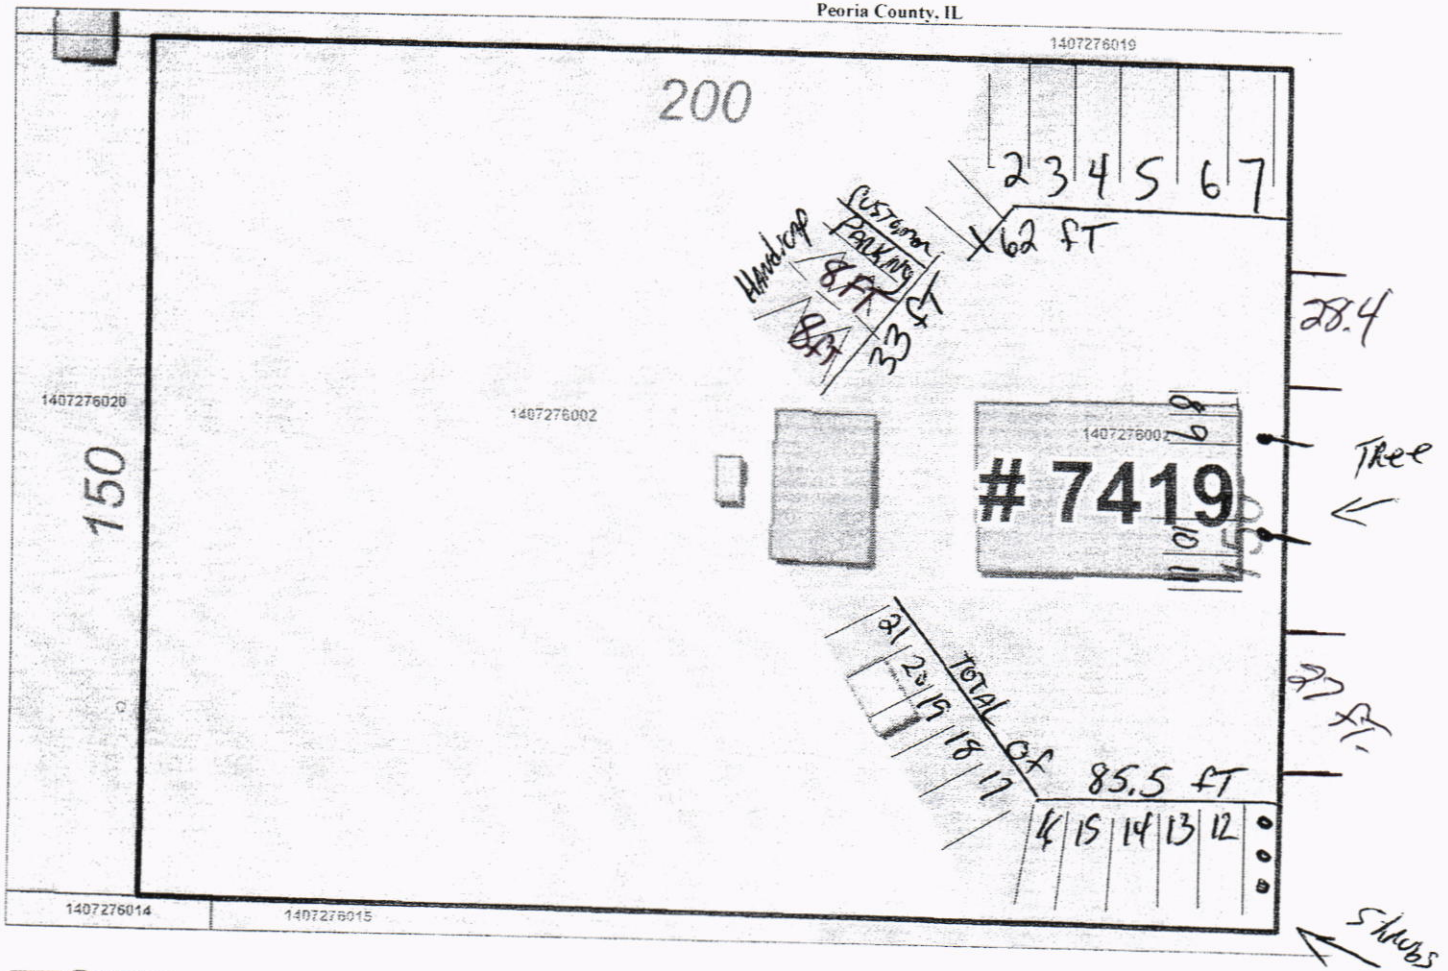 Peoria County, IL
1407276019
200
2 3 4 5 6 7
X 62 FT
CUSTOMER
PARKING
HANDICAP
8 FT
8 FT
33 FT
28.4
1407276020
1407276002
1407276002
8
9
TREE
# 7419
150
150
10
11
21
20
19
18
17
TOTAL OF 85.5 FT
27 FT.
16 15 14 13 12
1407276014
1407276015
Shrubs